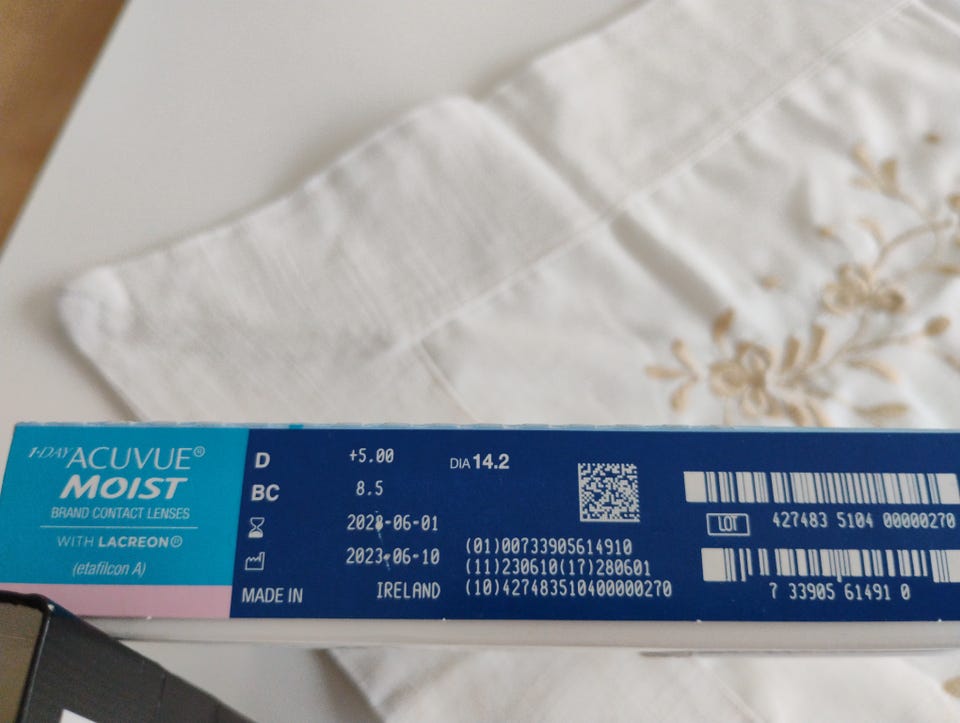 1-DAY ACUVUE®
MOIST
BRAND CONTACT LENSES
WITH LACREON®
(etafilcon A)
D +5.00 DIA 14.2
BC 8.5
2028-06-01
2023-06-10
MADE IN IRELAND
(01)00733905614910
(11)230610(17)280601
(10)427483510400000270
LOT 427483 5104 00000270
7 33905 61491 0